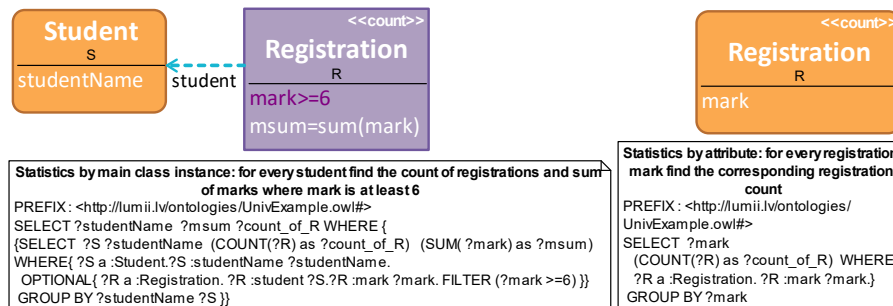 Student
S
studentName
student
<<count>>
Registration
R
mark>=6
msum=sum(mark)
<<count>>
Registration
R
mark
Statistics by main class instance: for every student find the count of registrations and sum
of marks where mark is at least 6
PREFIX : <http://lumii.lv/ontologies/UnivExample.owl#>
SELECT ?studentName ?msum ?count_of_R WHERE {
{SELECT ?S ?studentName (COUNT(?R) as ?count_of_R) (SUM( ?mark) as ?msum)
WHERE{ ?S a :Student.?S :studentName ?studentName.
OPTIONAL{ ?R a :Registration. ?R :student ?S.?R :mark ?mark. FILTER (?mark >=6) }}
GROUP BY ?studentName ?S }}
Statistics by attribute: for every registration
mark find the corresponding registration
count
PREFIX : <http://lumii.lv/ontologies/
UnivExample.owl#>
SELECT ?mark
(COUNT(?R) as ?count_of_R) WHERE
?R a :Registration. ?R :mark ?mark.}
GROUP BY ?mark